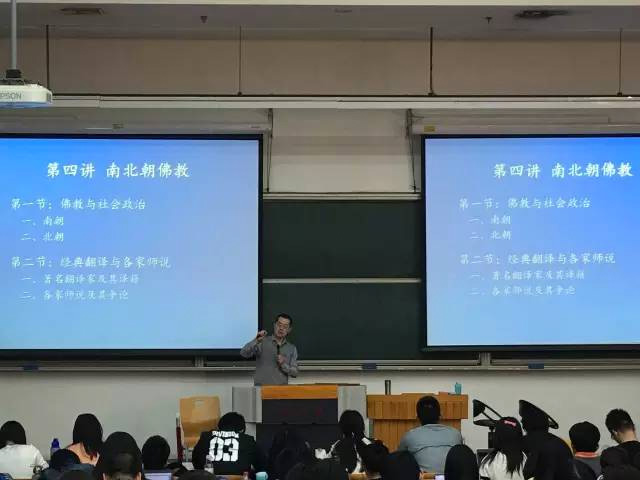 EPSON
第四讲 南北朝佛教
第一节：佛教与社会政治
一、南朝
二、北朝
第二节：经典翻译与各家师说
一、著名翻译家及其译籍
二、各家师说及其争论
第四讲 南北朝佛教
第一节：佛教与社会政治
一、南朝
二、北朝
第二节：经典翻译与各家师说
一、著名翻译家及其译籍
二、各家师说及其争论
03